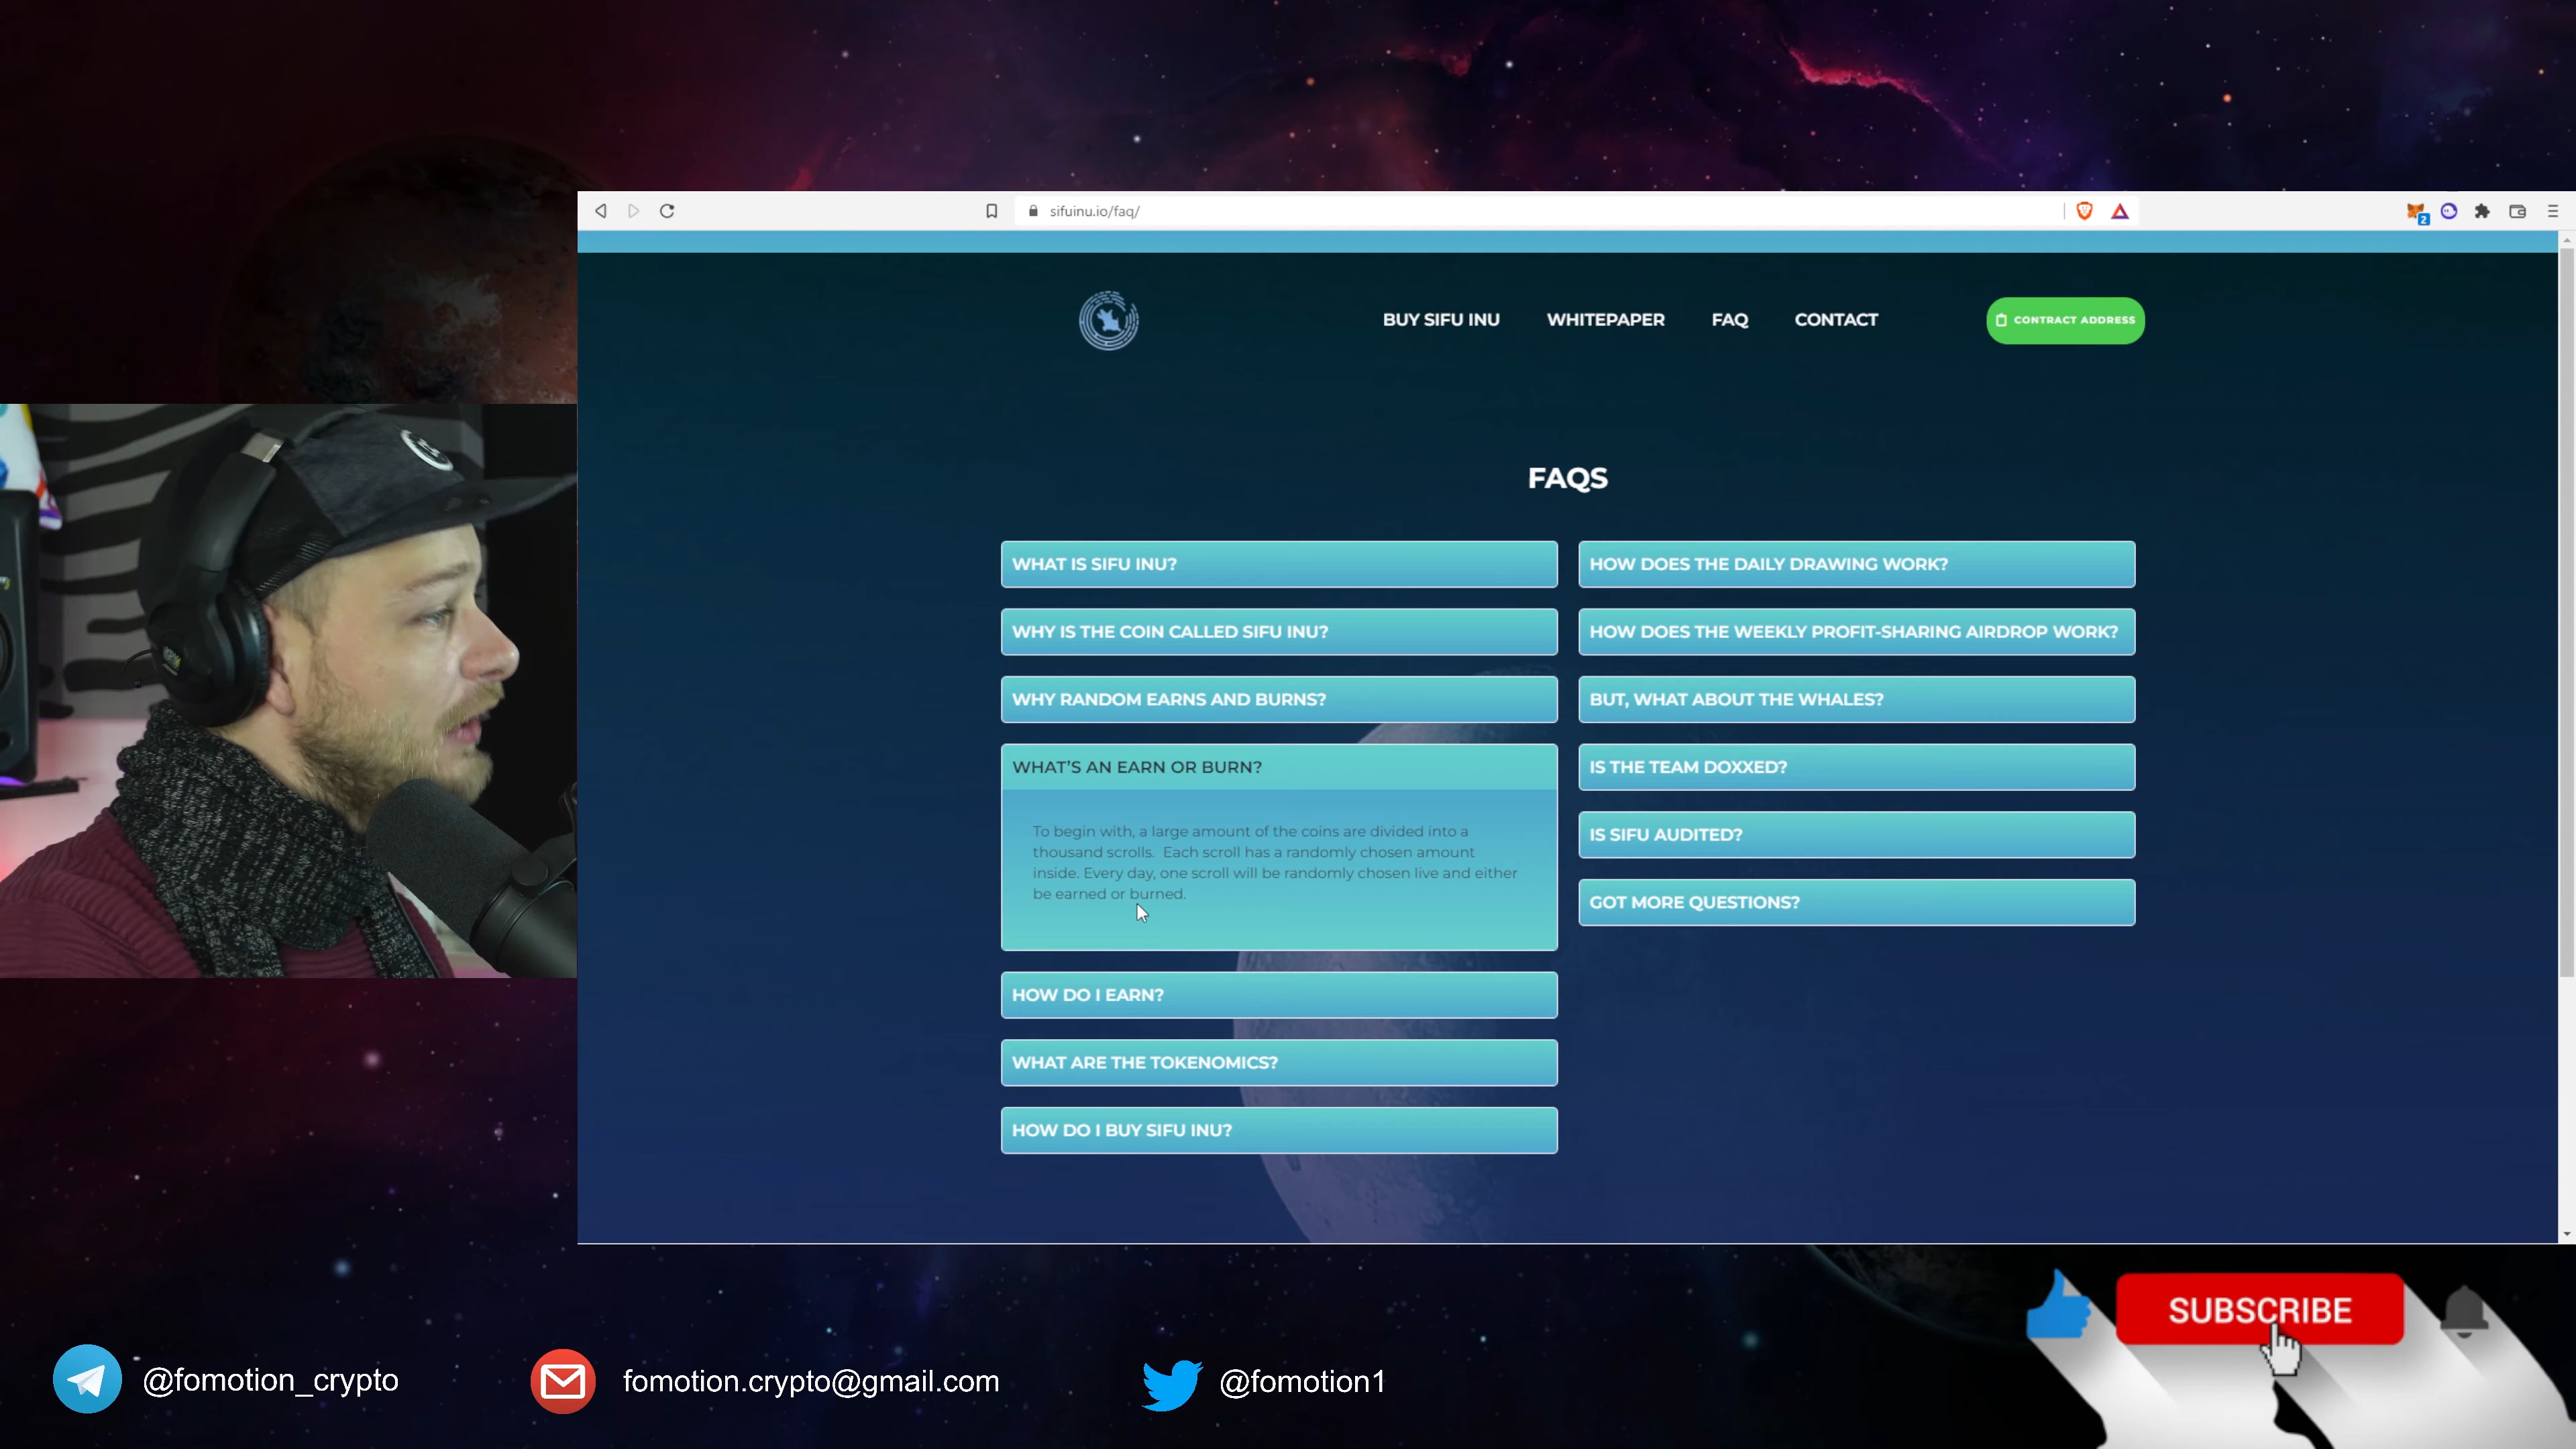 sifuinu.io/faq/
2
BUY SIFU INU
WHITEPAPER
FAQ
CONTACT
CONTRACT ADDRESS
FAQS
WHAT IS SIFU INU?
WHY IS THE COIN CALLED SIFU INU?
WHY RANDOM EARNS AND BURNS?
WHAT'S AN EARN OR BURN?
To begin with, a large amount of the coins are divided into a
thousand scrolls. Each scroll has a randomly chosen amount
inside. Every day, one scroll will be randomly chosen live and either
be earned or burned.
HOW DO I EARN?
WHAT ARE THE TOKENOMICS?
HOW DO I BUY SIFU INU?
HOW DOES THE DAILY DRAWING WORK?
HOW DOES THE WEEKLY PROFIT-SHARING AIRDROP WORK?
BUT, WHAT ABOUT THE WHALES?
IS THE TEAM DOXXED?
IS SIFU AUDITED?
GOT MORE QUESTIONS?
SUBSCRIBE
@fomotion_crypto
fomotion.crypto@gmail.com
@fomotion1